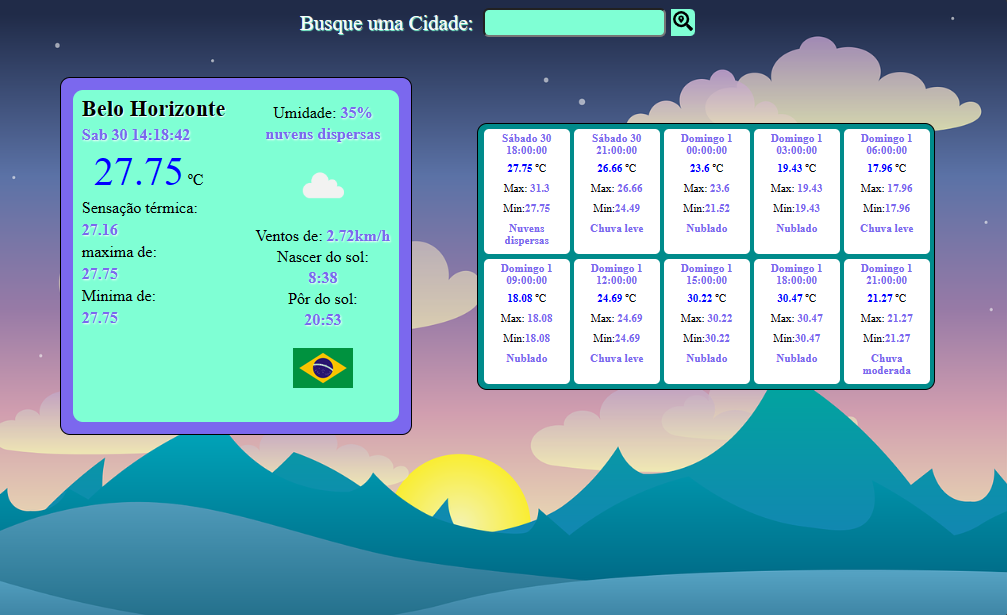 Busque uma Cidade:
Belo Horizonte
Sab 30 14:18:42
27.75 °C
Sensação térmica:
27.16
maxima de:
27.75
Minima de:
27.75
Umidade: 35%
nuvens dispersas
Ventos de: 2.72km/h
Nascer do sol:
8:38
Pôr do sol:
20:53
Sábado 30
18:00:00
27.75 °C
Max: 31.3
Min:27.75
Nuvens
dispersas
Sábado 30
21:00:00
26.66 °C
Max: 26.66
Min:24.49
Chuva leve
Domingo 1
00:00:00
23.6 °C
Max: 23.6
Min:21.52
Nublado
Domingo 1
03:00:00
19.43 °C
Max: 19.43
Min:19.43
Nublado
Domingo 1
06:00:00
17.96 °C
Max: 17.96
Min:17.96
Chuva leve
Domingo 1
09:00:00
18.08 °C
Max: 18.08
Min:18.08
Nublado
Domingo 1
12:00:00
24.69 °C
Max: 24.69
Min:24.69
Chuva leve
Domingo 1
15:00:00
30.22 °C
Max: 30.22
Min:30.22
Nublado
Domingo 1
18:00:00
30.47 °C
Max: 30.47
Min:30.47
Nublado
Domingo 1
21:00:00
21.27 °C
Max: 21.27
Min:21.27
Chuva
moderada